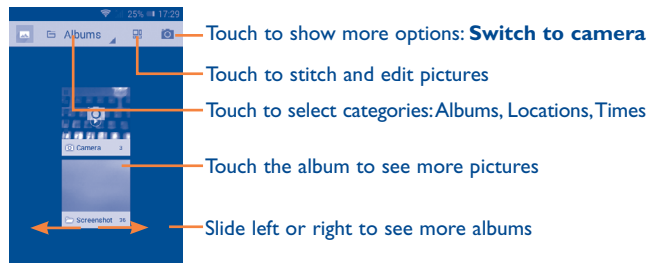 25% 17:29
Albums
Touch to show more options: Switch to camera
Touch to stitch and edit pictures
Touch to select categories: Albums, Locations, Times
Camera 3
Touch the album to see more pictures
Screenshot 36
Slide left or right to see more albums